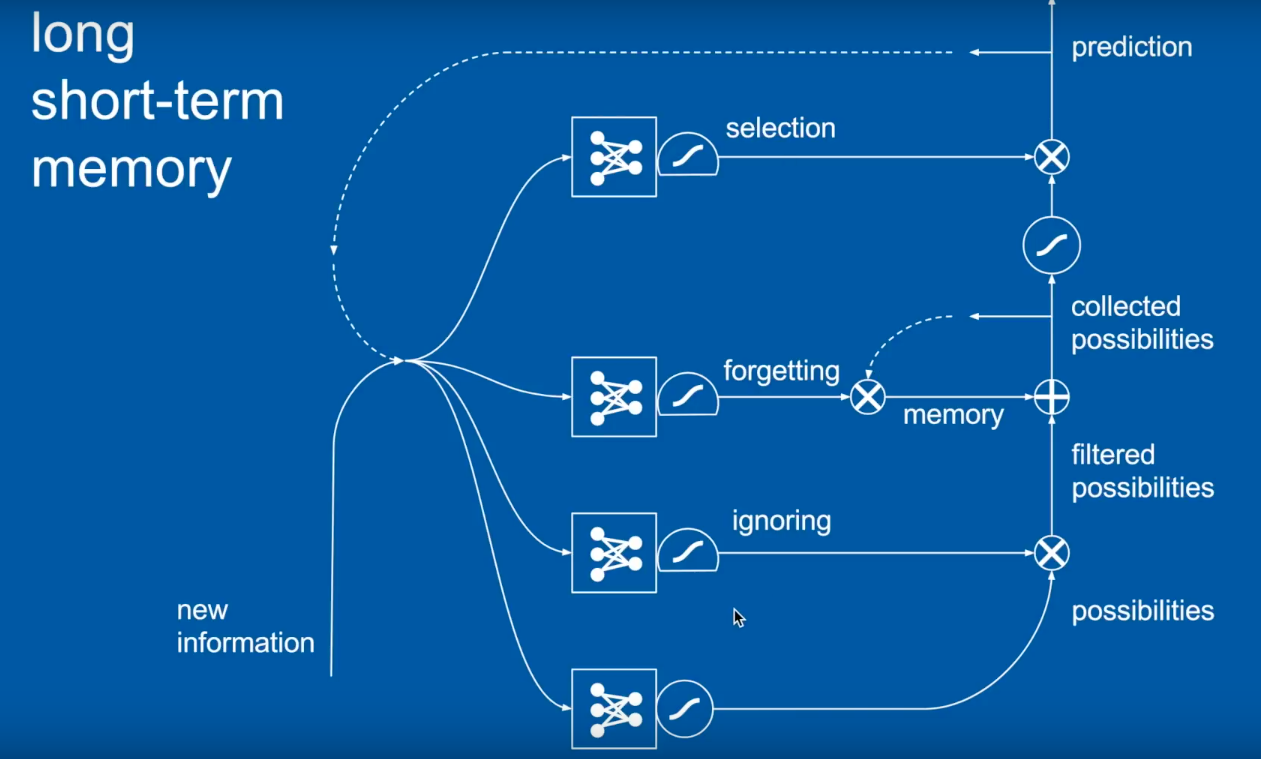 long
short-term
memory
prediction
selection
collected
possibilities
forgetting
memory
filtered
possibilities
ignoring
new
information
possibilities